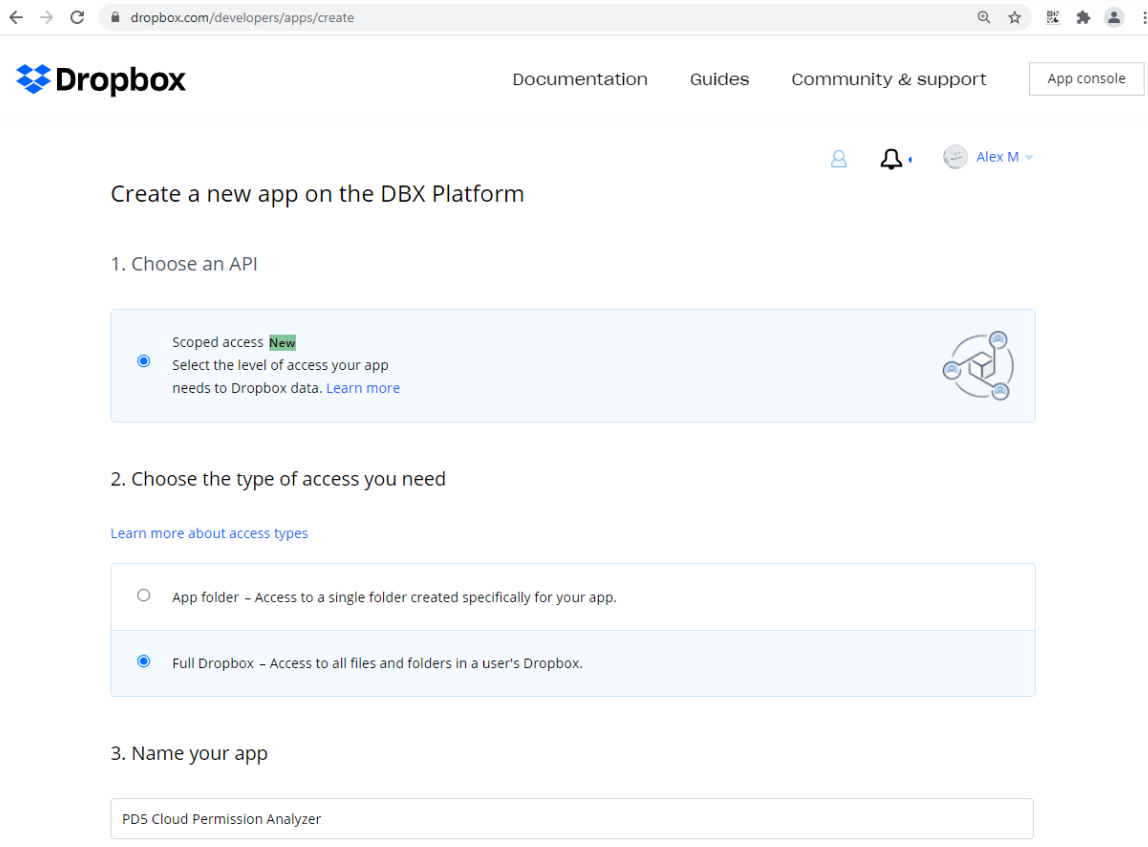 dropbox.com/developers/apps/create
Dropbox
Documentation Guides Community & support App console
Alex M
Create a new app on the DBX Platform
1. Choose an API
Scoped access New
Select the level of access your app
needs to Dropbox data. Learn more
2. Choose the type of access you need
Learn more about access types
App folder – Access to a single folder created specifically for your app.
Full Dropbox – Access to all files and folders in a user's Dropbox.
3. Name your app
PD5 Cloud Permission Analyzer